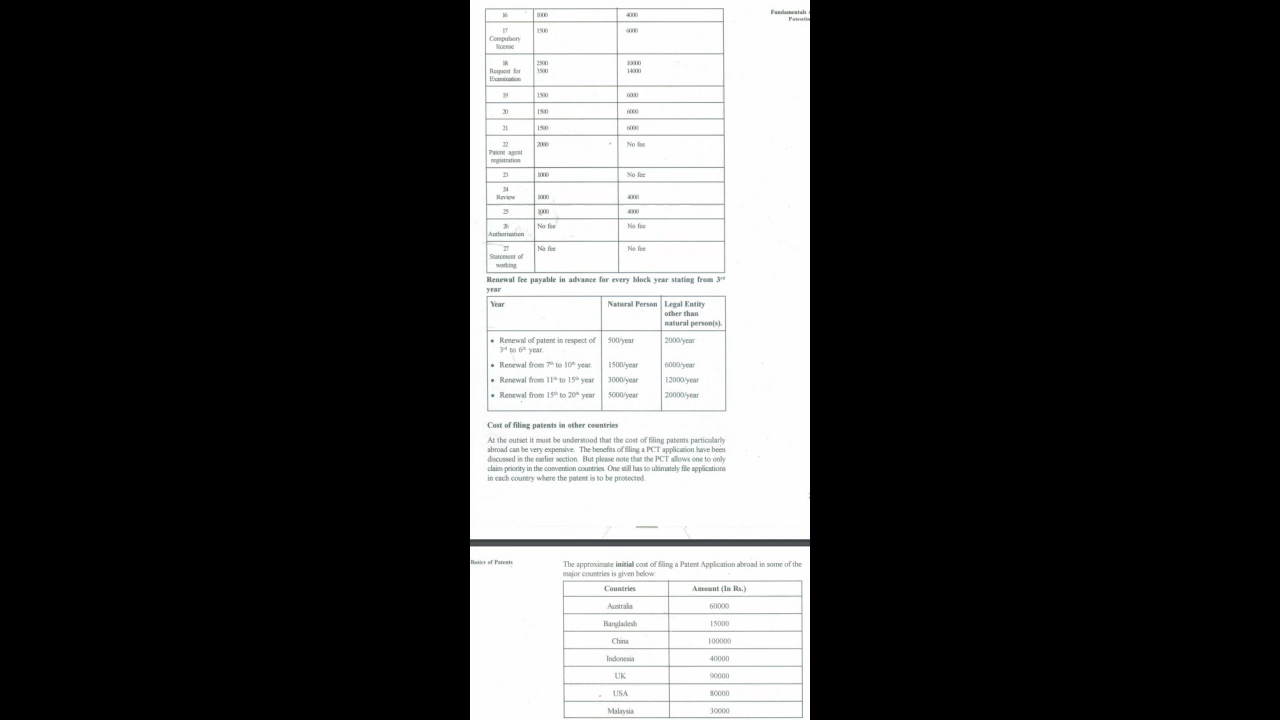 Fundamentals
Patenti
16 1000 4000
17 1500 6000
Compulsory
license
18 2500 10000
Request for 3500 14000
Examination
19 1500 6000
20 1500 6000
21 1500 6000
22 2000 No fee
Patent agent
registration
23 1000 No fee
24
Review 1000 4000
25 1000 4000
26 No fee No fee
Authorisation
27 No fee No fee
Statement of
working
Renewal fee payable in advance for every block year stating from 3rd
year
Year Natural Person Legal Entity
other than
natural person(s).
• Renewal of patent in respect of 500/year 2000/year
3rd to 6th year.
• Renewal from 7th to 10th year. 1500/year 6000/year
• Renewal from 11th to 15th year 3000/year 12000/year
• Renewal from 15th to 20th year 5000/year 20000/year
Cost of filing patents in other countries
At the outset it must be understood that the cost of filing patents particularly
abroad can be very expensive. The benefits of filing a PCT application have been
discussed in the earlier section. But please note that the PCT allows one to only
claim priority in the convention countries. One still has to ultimately file applications
in each country where the patent is to be protected.
Basics of Patents
The approximate initial cost of filing a Patent Application abroad in some of the
major countries is given below:
Countries Amount (In Rs.)
Australia 60000
Bangladesh 15000
China 100000
Indonesia 40000
UK 90000
USA 80000
Malaysia 30000